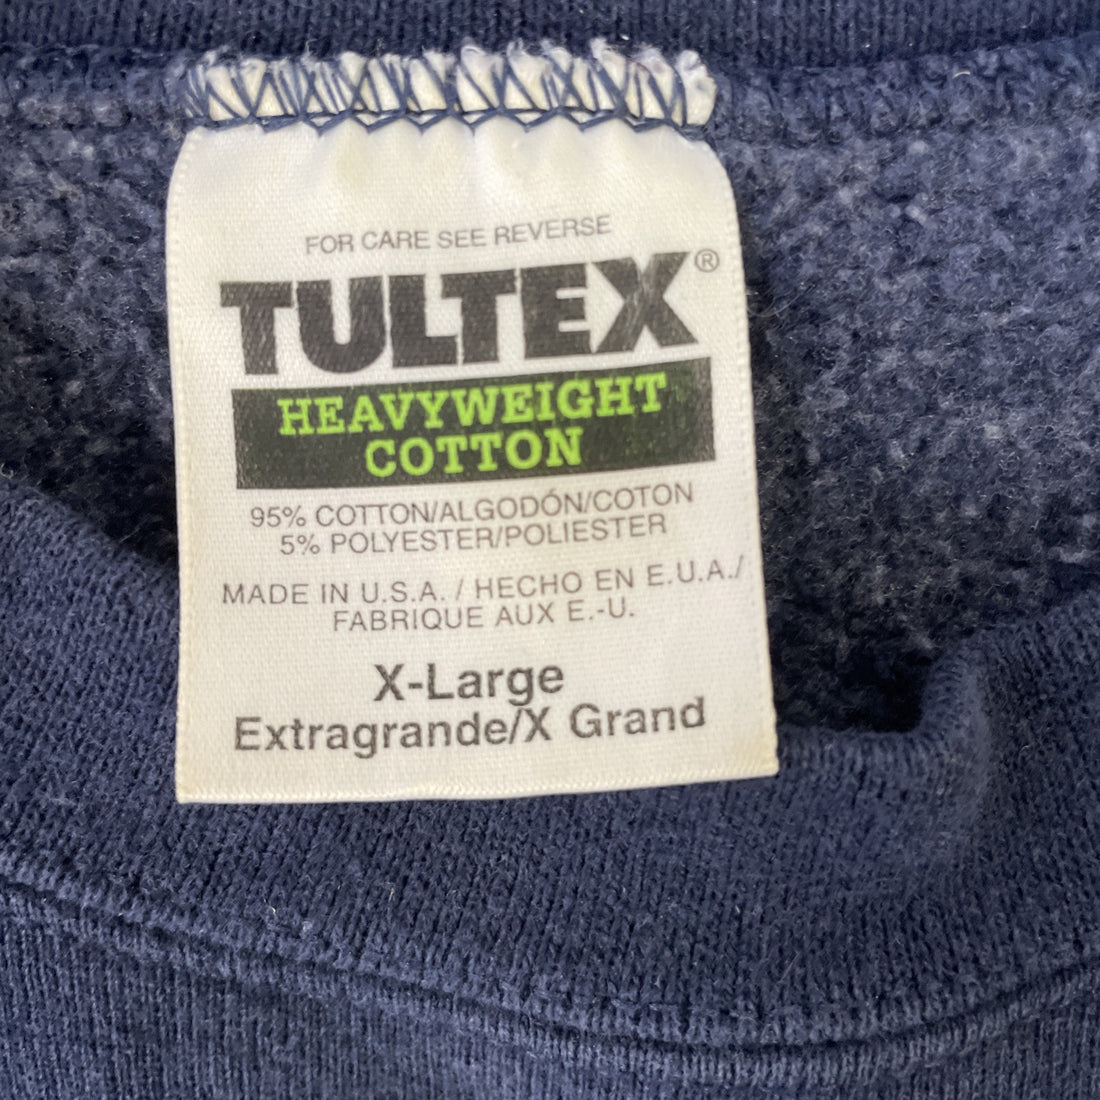 FOR CARE SEE REVERSE
TULTEX®
HEAVYWEIGHT
COTTON
95% COTTON/ALGODÓN/COTON
5% POLYESTER/POLIESTER
MADE IN U.S.A. / HECHO EN E.U.A./
FABRIQUE AUX E.-U.
X-Large
Extragrande/X Grand